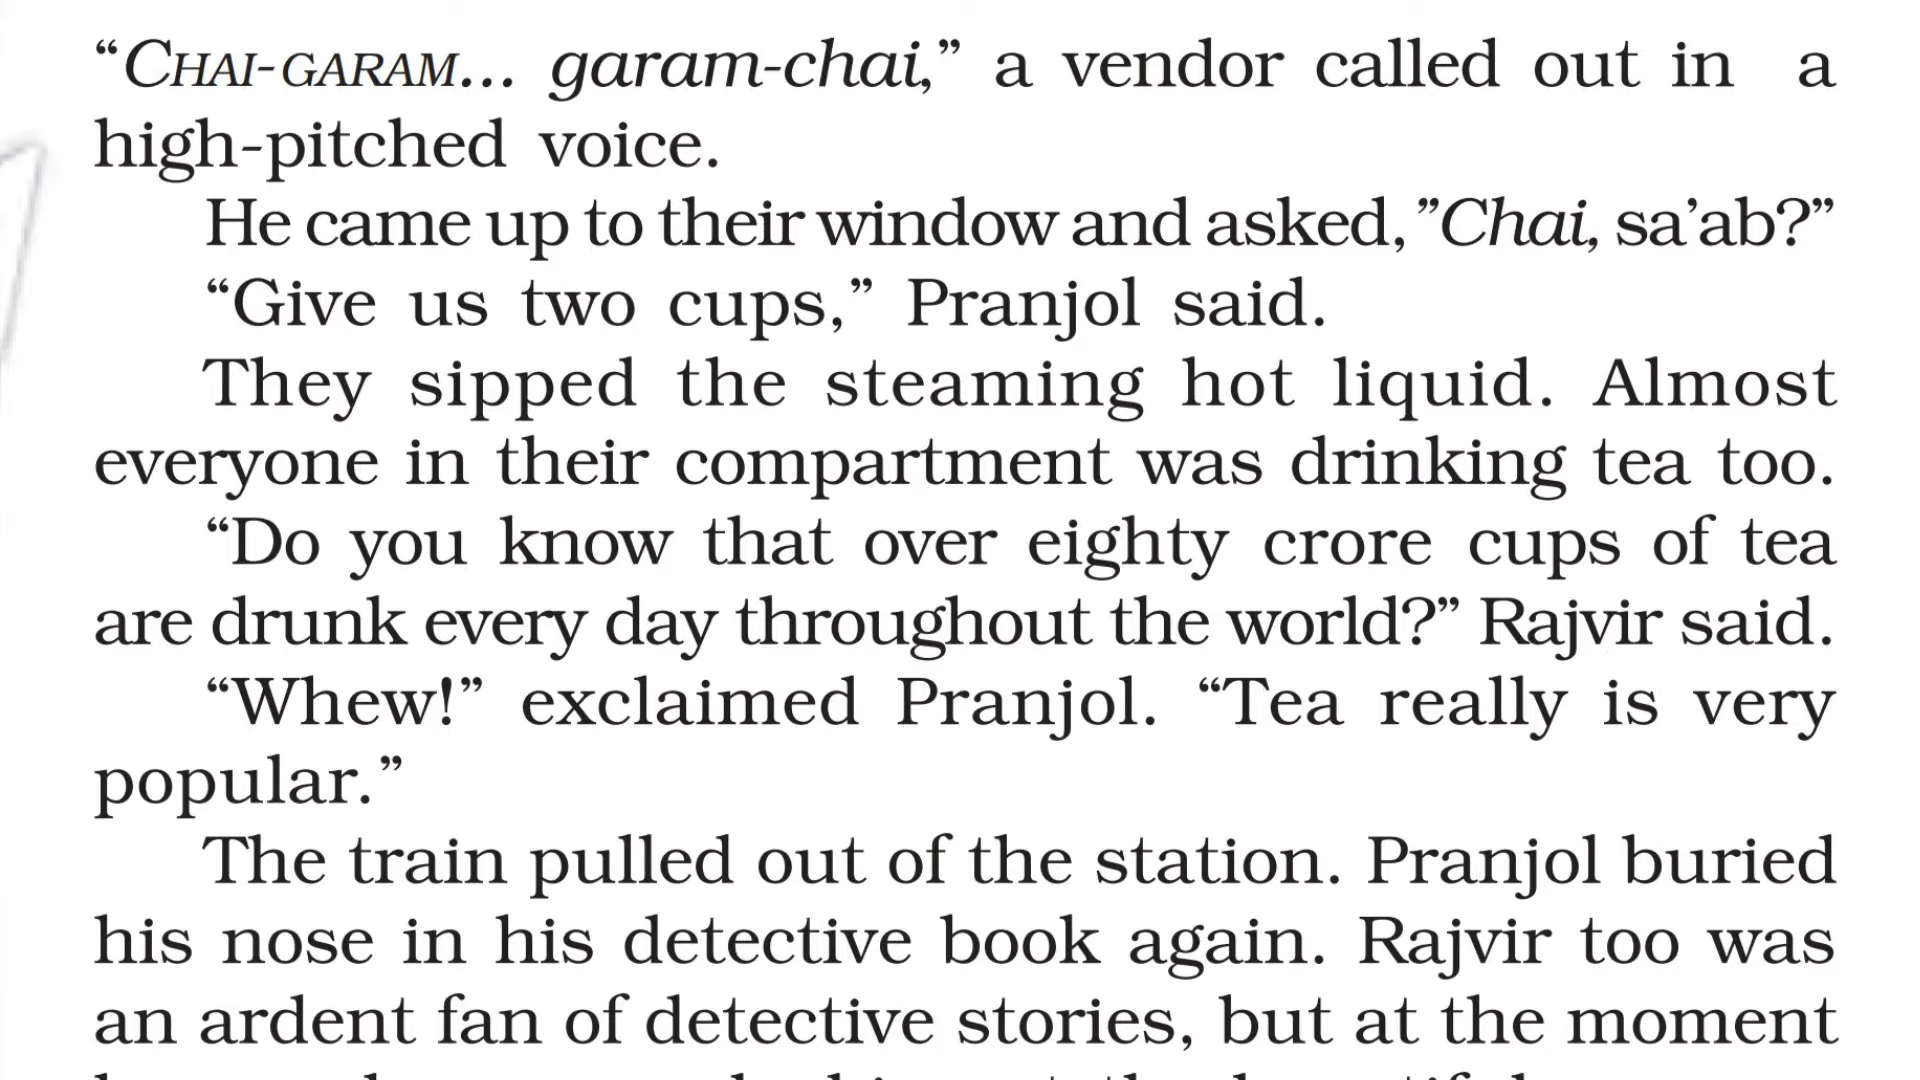 “CHAI-GARAM... garam-chai,” a vendor called out in a
high-pitched voice.
He came up to their window and asked, ”Chai, sa’ab?”
“Give us two cups,” Pranjol said.
They sipped the steaming hot liquid. Almost
everyone in their compartment was drinking tea too.
“Do you know that over eighty crore cups of tea
are drunk every day throughout the world?” Rajvir said.
“Whew!” exclaimed Pranjol. “Tea really is very
popular.”
The train pulled out of the station. Pranjol buried
his nose in his detective book again. Rajvir too was
an ardent fan of detective stories, but at the moment